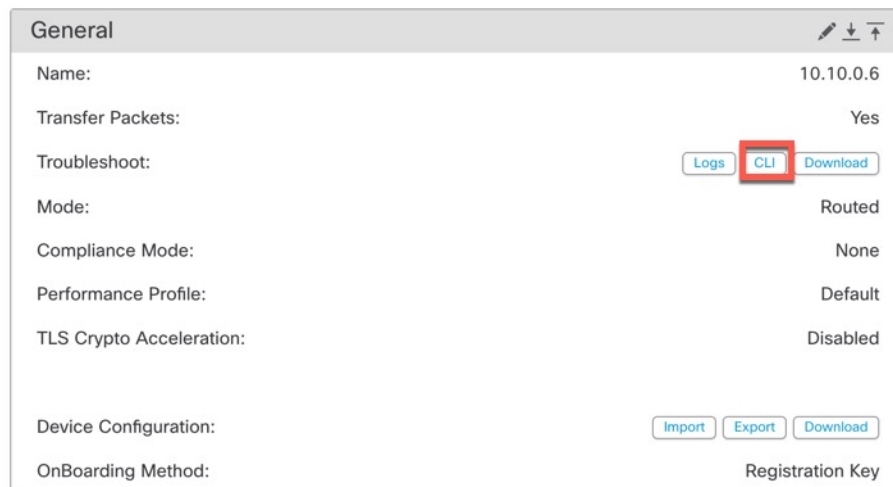 General
Name: 10.10.0.6
Transfer Packets: Yes
Troubleshoot: Logs CLI Download
Mode: Routed
Compliance Mode: None
Performance Profile: Default
TLS Crypto Acceleration: Disabled
Device Configuration: Import Export Download
OnBoarding Method: Registration Key